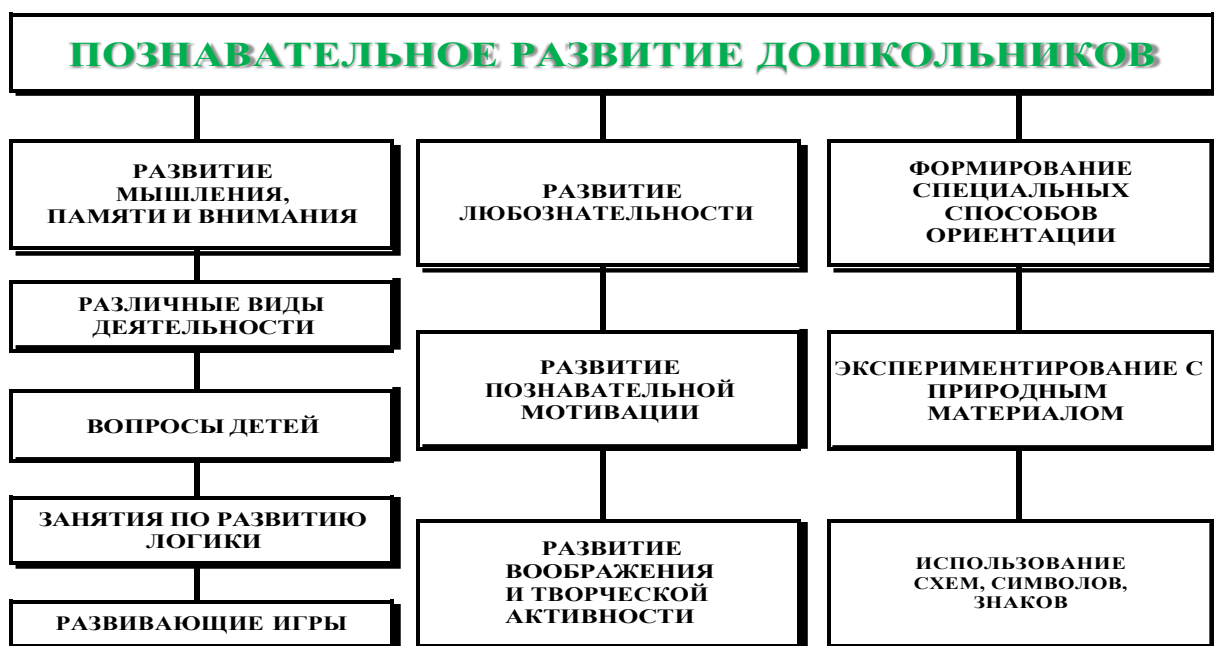 ПОЗНАВАТЕЛЬНОЕ РАЗВИТИЕ ДОШКОЛЬНИКОВ
РАЗВИТИЕ
МЫШЛЕНИЯ,
ПАМЯТИ И ВНИМАНИЯ
РАЗЛИЧНЫЕ ВИДЫ
ДЕЯТЕЛЬНОСТИ
ВОПРОСЫ ДЕТЕЙ
ЗАНЯТИЯ ПО РАЗВИТИЮ
ЛОГИКИ
РАЗВИВАЮЩИЕ ИГРЫ
РАЗВИТИЕ
ЛЮБОЗНАТЕЛЬНОСТИ
РАЗВИТИЕ
ПОЗНАВАТЕЛЬНОЙ
МОТИВАЦИИ
РАЗВИТИЕ
ВООБРАЖЕНИЯ
И ТВОРЧЕСКОЙ
АКТИВНОСТИ
ФОРМИРОВАНИЕ
СПЕЦИАЛЬНЫХ
СПОСОБОВ
ОРИЕНТАЦИИ
ЭКСПЕРИМЕНТИРОВАНИЕ С
ПРИРОДНЫМ
МАТЕРИАЛОМ
ИСПОЛЬЗОВАНИЕ
СХЕМ, СИМВОЛОВ,
ЗНАКОВ